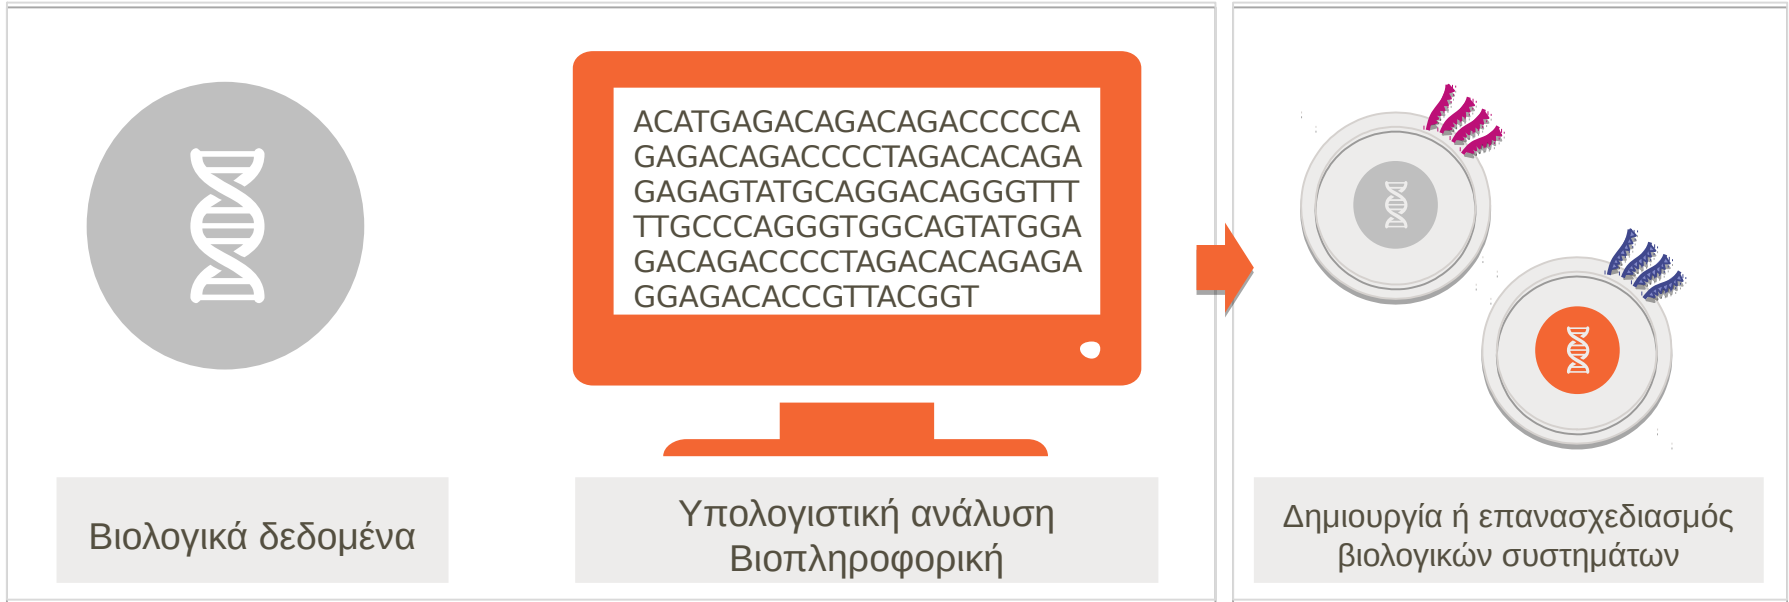 ACATGAGACAGACAGACCCCCA
GAGACAGACCCCTAGACACAGA
GAGAGTATGCAGGACAGGGTTT
TTGCCCAGGGTGGCAGTATGGA
GACAGACCCCTAGACACAGAGA
GGAGACACCGTTACGGT
Βιολογικά δεδομένα
Υπολογιστική ανάλυση
Βιοπληροφορική
Δημιουργία ή επανασχεδιασμός
βιολογικών συστημάτων